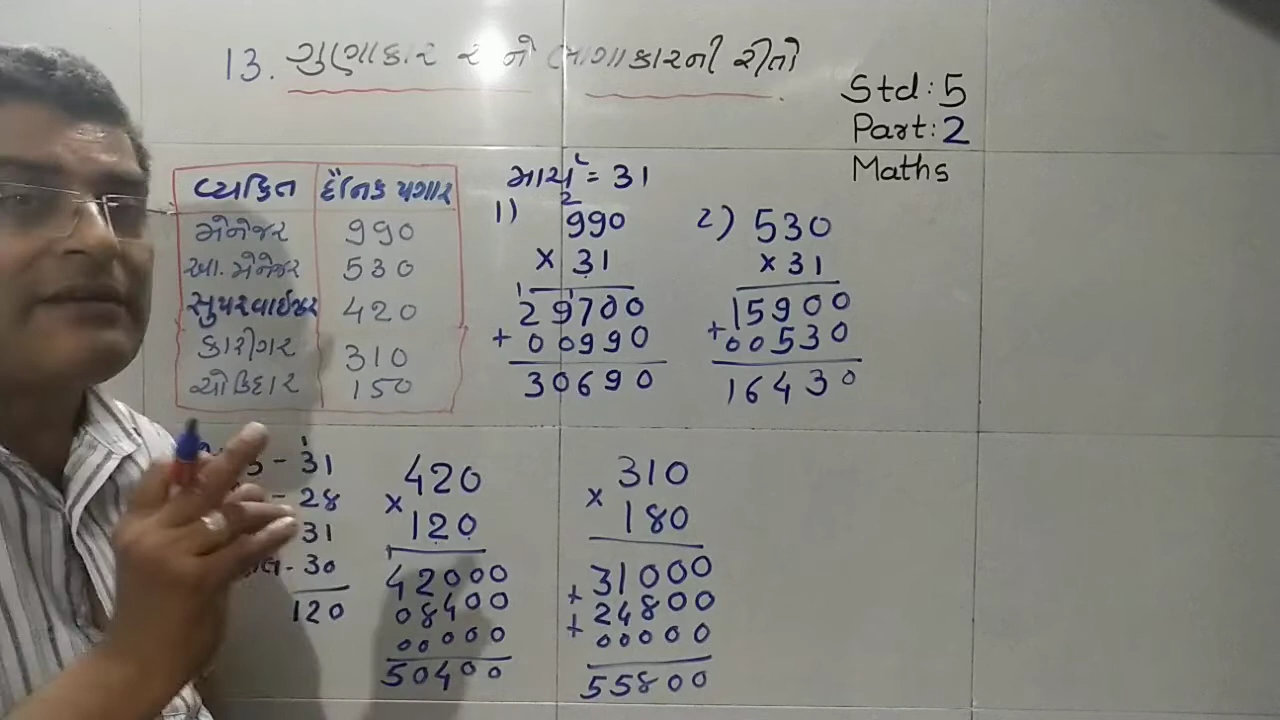 13. ગુણાકાર ર ને ભાગાકારની રીતો
Std: 5
Part: 2
Maths
વ્યક્તિ દૈનિક પગાર
મેનેજર 990
આ. મેનેજર 530
સુપરવાઈઝર 420
કારીગર 310
ચોકીદાર 150
માર્ચ = 31
1) 990
× 31
29700
+ 00990
30690
2) 530
× 31
15900
+ 00530
16430
- 31
- 28
31
- 30
120
420
× 120
42000
08400
00000
50400
310
× 180
31000
+ 24800
+ 00000
55800